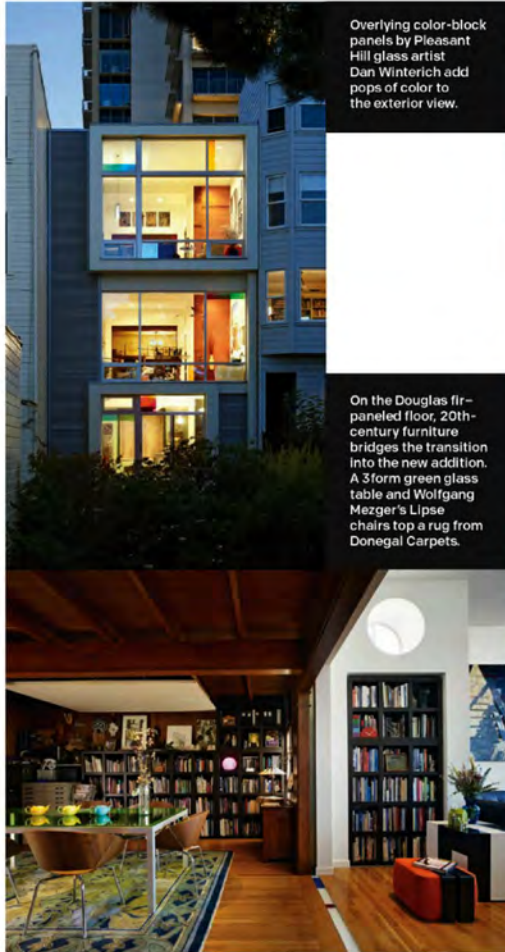 Overlying color-block
panels by Pleasant
Hill glass artist
Dan Winterich add
pops of color to
the exterior view.
On the Douglas fir–
paneled floor, 20th-
century furniture
bridges the transition
into the new addition.
A 3form green glass
table and Wolfgang
Mezger's Lipse
chairs top a rug from
Donegal Carpets.